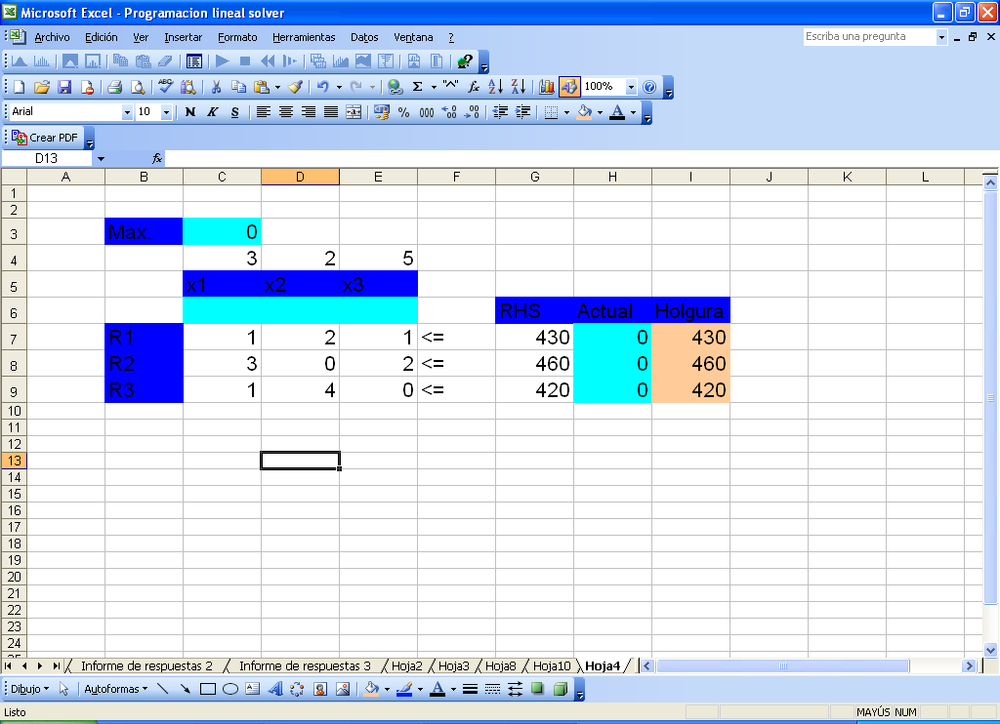 Microsoft Excel - Programacion lineal solver
Archivo Edición Ver Insertar Formato Herramientas Datos Ventana ? Escriba una pregunta
100%
Arial 10 N K S % 000
Crear PDF
D13 fx
A B C D E F G H I J K L
1
2
3 Max. 0
4 3 2 5
5 x1 x2 x3
6 RHS Actual Holgura
7 R1 1 2 1 <= 430 0 430
8 R2 3 0 2 <= 460 0 460
9 R3 1 4 0 <= 420 0 420
10
11
12
13
14
15
16
17
18
19
20
21
22
23
24
Informe de respuestas 2 Informe de respuestas 3 Hoja2 Hoja3 Hoja8 Hoja10 Hoja4
Dibujo Autoformas
Listo MAYÚS NUM